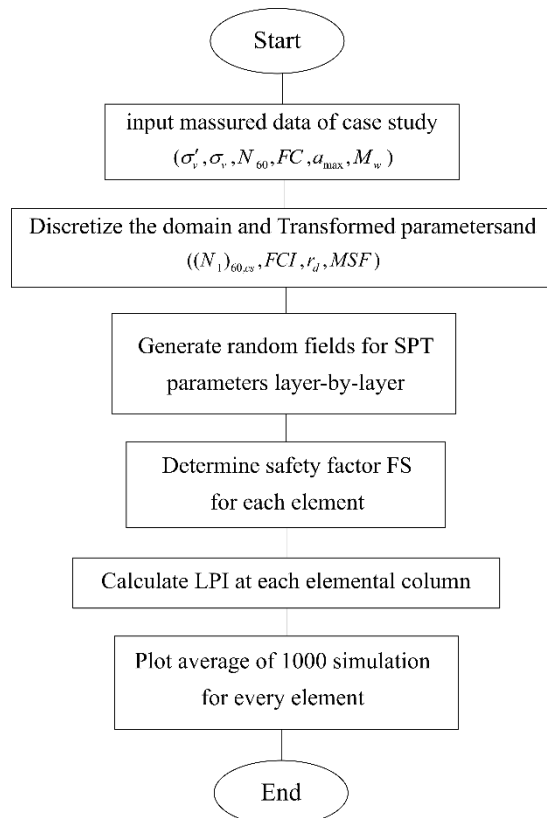 Start
input massured data of case study
(σ′ᵥ, σᵥ, N₆₀, FC, aₘₐₓ, M_w)
Discretize the domain and Transformed parametersand
((N₁)₆₀,cs, FCI, r_d, MSF)
Generate random fields for SPT
parameters layer-by-layer
Determine safety factor FS
for each element
Calculate LPI at each elemental column
Plot average of 1000 simulation
for every element
End